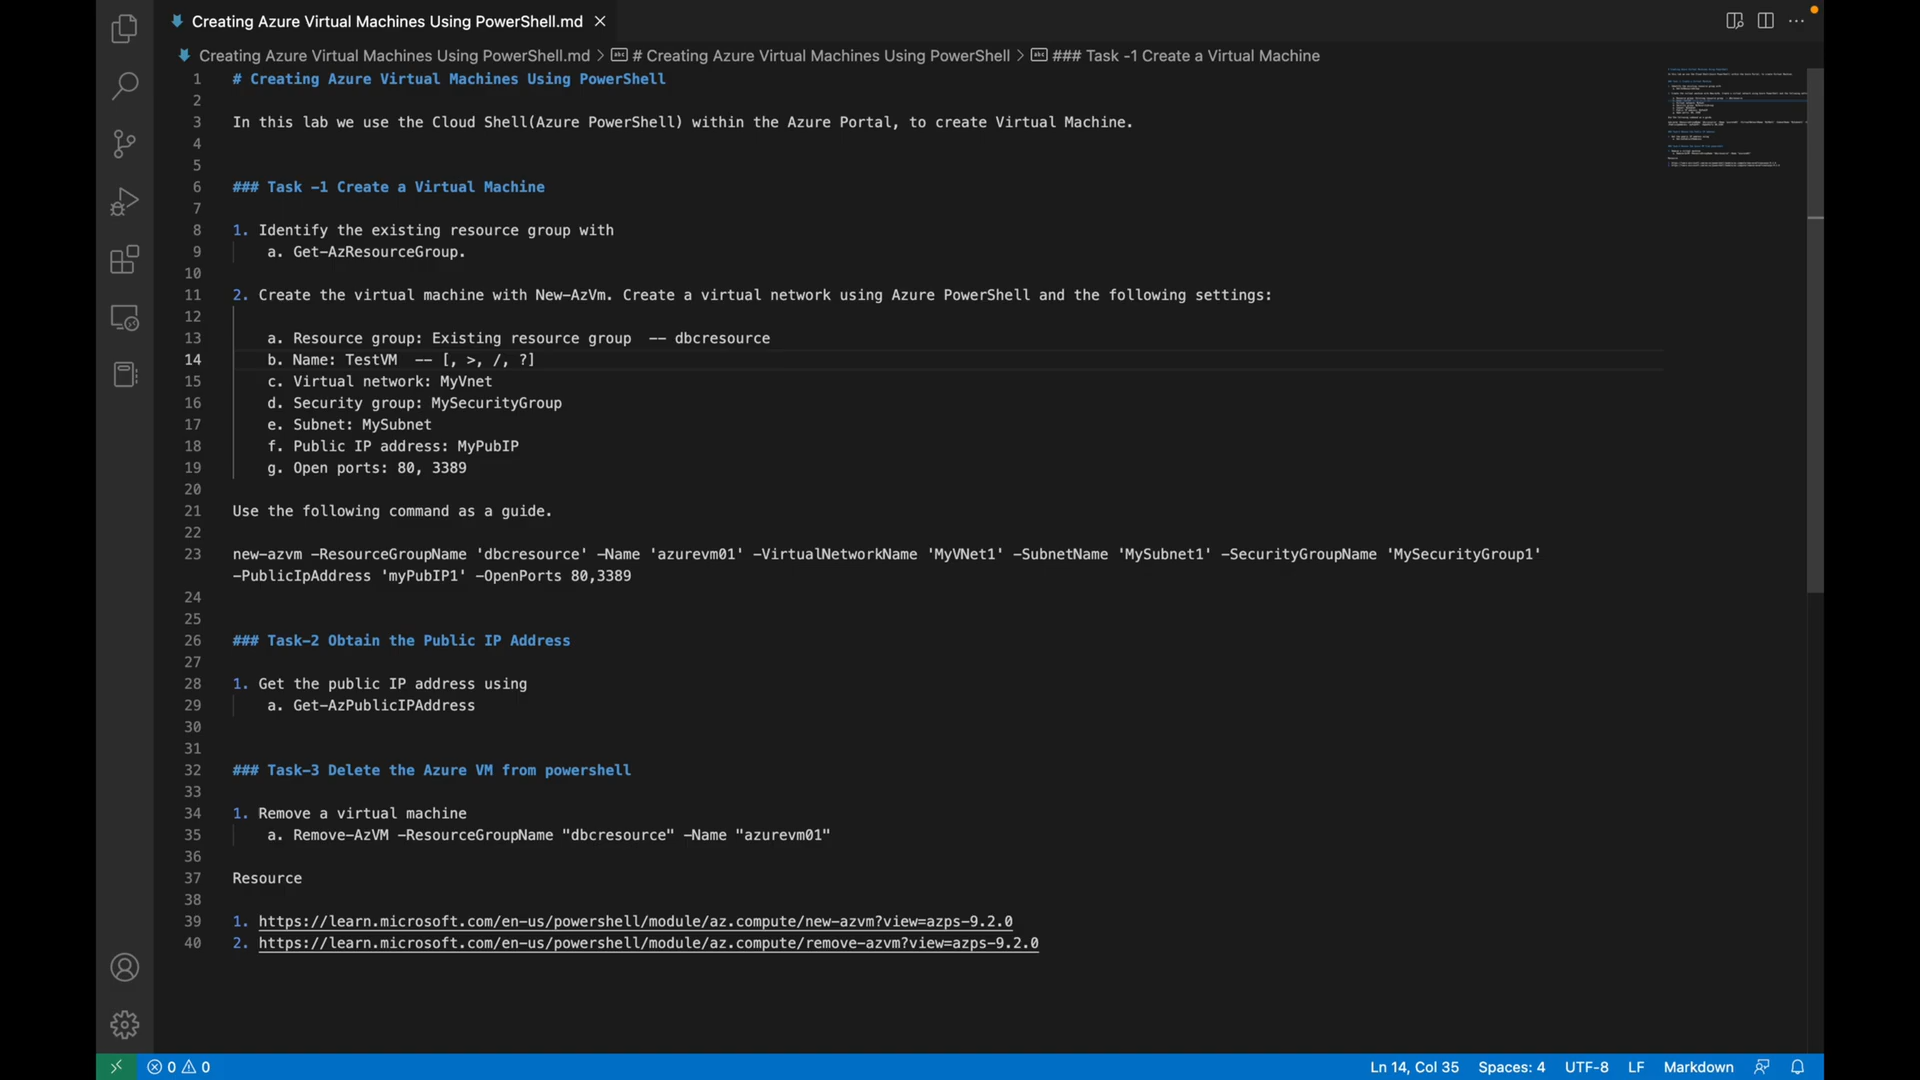 Creating Azure Virtual Machines Using PowerShell.md
Creating Azure Virtual Machines Using PowerShell.md > # Creating Azure Virtual Machines Using PowerShell > ### Task -1 Create a Virtual Machine
1 # Creating Azure Virtual Machines Using PowerShell
2
3 In this lab we use the Cloud Shell(Azure PowerShell) within the Azure Portal, to create Virtual Machine.
4
5
6 ### Task -1 Create a Virtual Machine
7
8 1. Identify the existing resource group with
9 a. Get-AzResourceGroup.
10
11 2. Create the virtual machine with New-AzVm. Create a virtual network using Azure PowerShell and the following settings:
12
13 a. Resource group: Existing resource group -- dbcresource
14 b. Name: TestVM -- [, >, /, ?]
15 c. Virtual network: MyVnet
16 d. Security group: MySecurityGroup
17 e. Subnet: MySubnet
18 f. Public IP address: MyPubIP
19 g. Open ports: 80, 3389
20
21 Use the following command as a guide.
22
23 new-azvm -ResourceGroupName 'dbcresource' -Name 'azurevm01' -VirtualNetworkName 'MyVNet1' -SubnetName 'MySubnet1' -SecurityGroupName 'MySecurityGroup1'
-PublicIpAddress 'myPubIP1' -OpenPorts 80,3389
24
25
26 ### Task-2 Obtain the Public IP Address
27
28 1. Get the public IP address using
29 a. Get-AzPublicIPAddress
30
31
32 ### Task-3 Delete the Azure VM from powershell
33
34 1. Remove a virtual machine
35 a. Remove-AzVM -ResourceGroupName "dbcresource" -Name "azurevm01"
36
37 Resource
38
39 1. https://learn.microsoft.com/en-us/powershell/module/az.compute/new-azvm?view=azps-9.2.0
40 2. https://learn.microsoft.com/en-us/powershell/module/az.compute/remove-azvm?view=azps-9.2.0
0 0 Ln 14, Col 35 Spaces: 4 UTF-8 LF Markdown